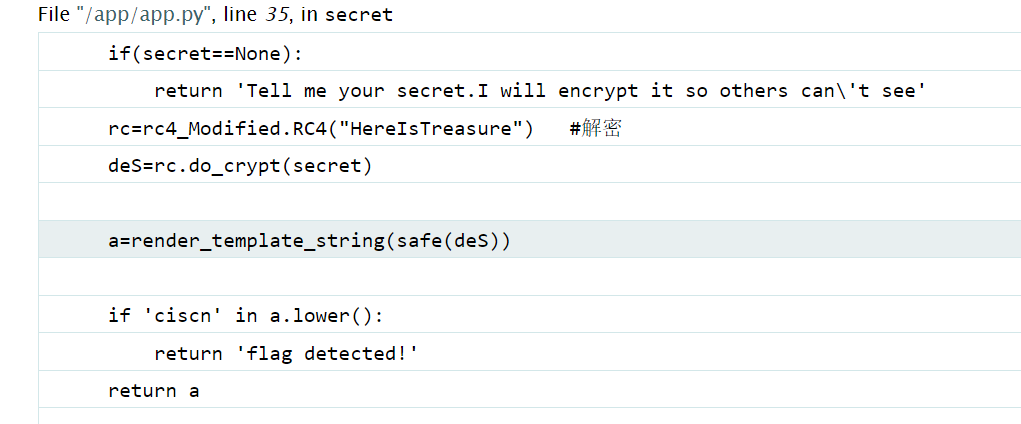 File "/app/app.py", line 35, in secret
if(secret==None):
return 'Tell me your secret.I will encrypt it so others can\'t see'
rc=rc4_Modified.RC4("HereIsTreasure")   #解密
deS=rc.do_crypt(secret)
a=render_template_string(safe(deS))
if 'ciscn' in a.lower():
return 'flag detected!'
return a